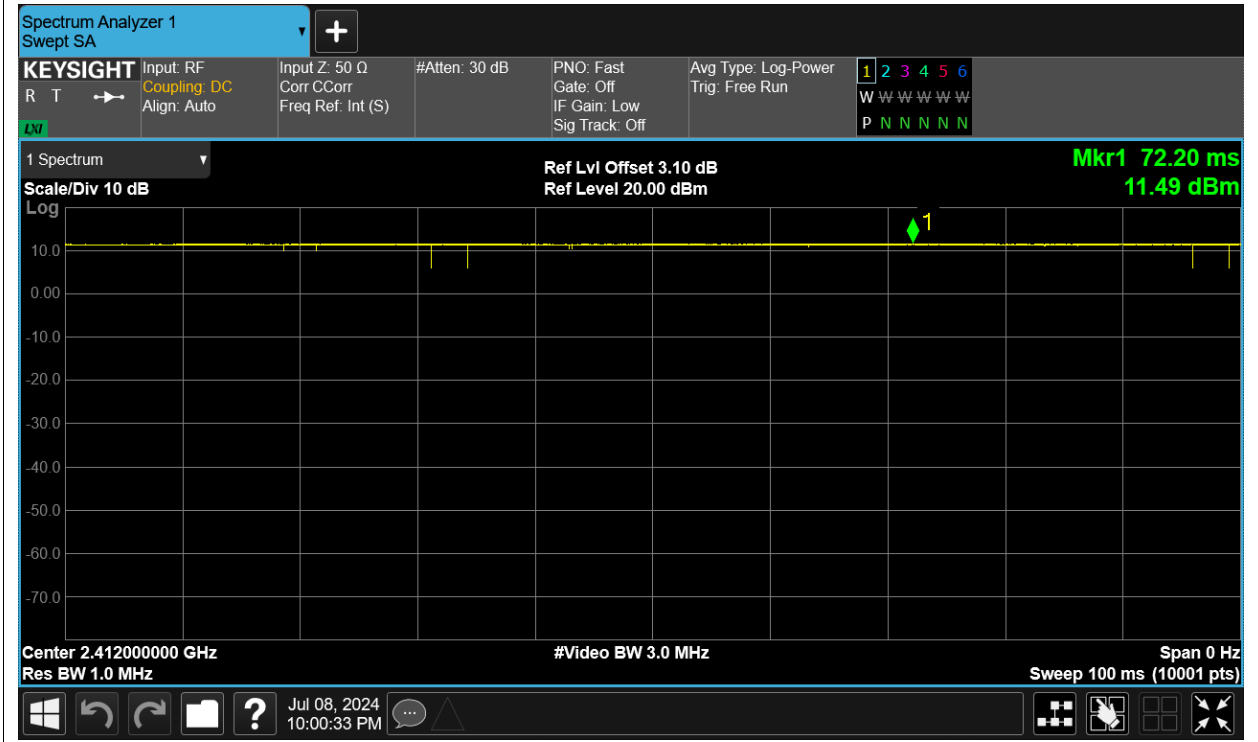 Spectrum Analyzer 1
Swept SA
KEYSIGHT
R T
LXI
Input: RF
Coupling: DC
Align: Auto
Input Z: 50 Ω
Corr CCorr
Freq Ref: Int (S)
#Atten: 30 dB
PNO: Fast
Gate: Off
IF Gain: Low
Sig Track: Off
Avg Type: Log-Power
Trig: Free Run
1 2 3 4 5 6
W W W W W W
P N N N N N
1 Spectrum
Scale/Div 10 dB
Log
Ref Lvl Offset 3.10 dB
Ref Level 20.00 dBm
Mkr1 72.20 ms
11.49 dBm
1
10.0
0.00
-10.0
-20.0
-30.0
-40.0
-50.0
-60.0
-70.0
Center 2.412000000 GHz
Res BW 1.0 MHz
#Video BW 3.0 MHz
Span 0 Hz
Sweep 100 ms (10001 pts)
?
Jul 08, 2024
10:00:33 PM